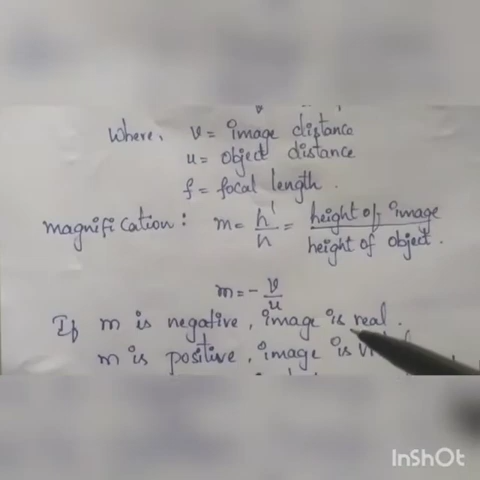 Where, v = image distance
u = object distance
f = focal length.
magnification: m = h'/h = height of image / height of object.
m = - v/u
If m is negative, image is real.
m is positive, image is
InShOt